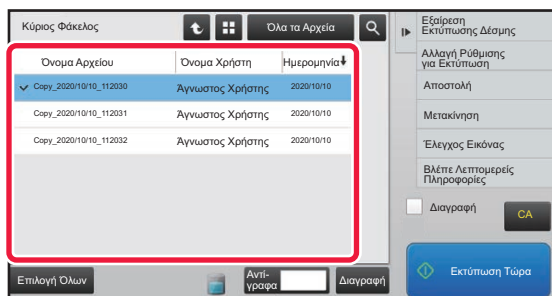 Κύριος Φάκελος
Όλα τα Αρχεία
Όνομα Αρχείου
Όνομα Χρήστη
Ημερομηνία
Copy_2020/10/10_112030
Άγνωστος Χρήστης
2020/10/10
Copy_2020/10/10_112031
Άγνωστος Χρήστης
2020/10/10
Copy_2020/10/10_112032
Άγνωστος Χρήστης
2020/10/10
Επιλογή Όλων
Αντί-
γραφα
Διαγραφή
Εξαίρεση
Εκτύπωσης Δέσμης
Αλλαγή Ρύθμισης
για Εκτύπωση
Αποστολή
Μετακίνηση
Έλεγχος Εικόνας
Βλέπε Λεπτομερείς
Πληροφορίες
Διαγραφή
CA
Εκτύπωση Τώρα